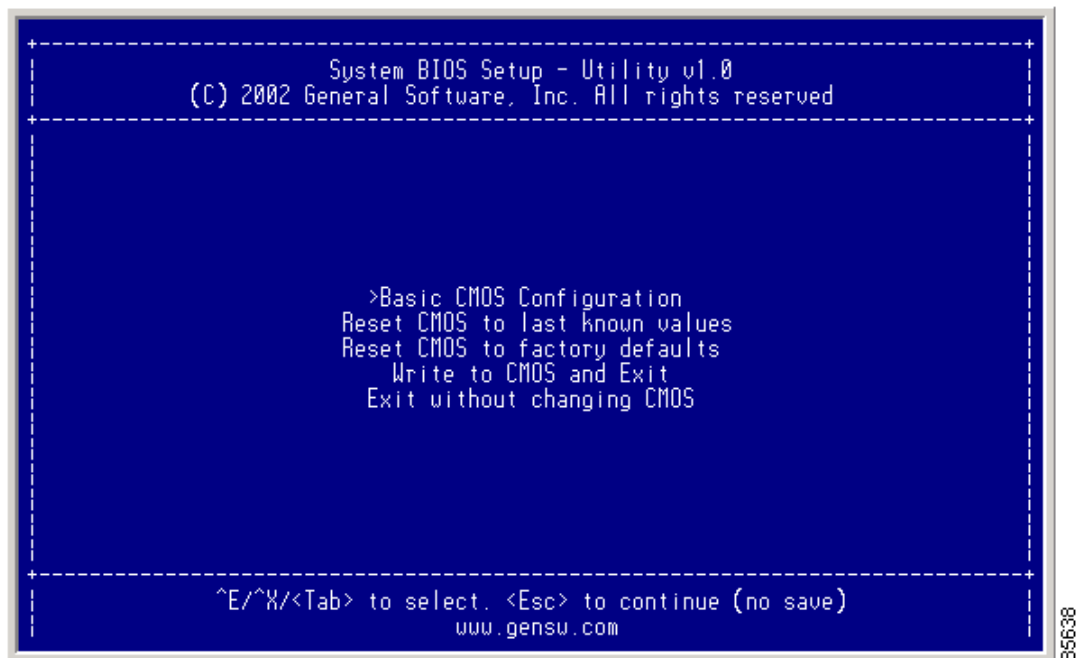 System BIOS Setup - Utility v1.0
(C) 2002 General Software, Inc. All rights reserved
>Basic CMOS Configuration
Reset CMOS to last known values
Reset CMOS to factory defaults
Write to CMOS and Exit
Exit without changing CMOS
^E/^X/<Tab> to select. <Esc> to continue (no save)
www.gensw.com
85638